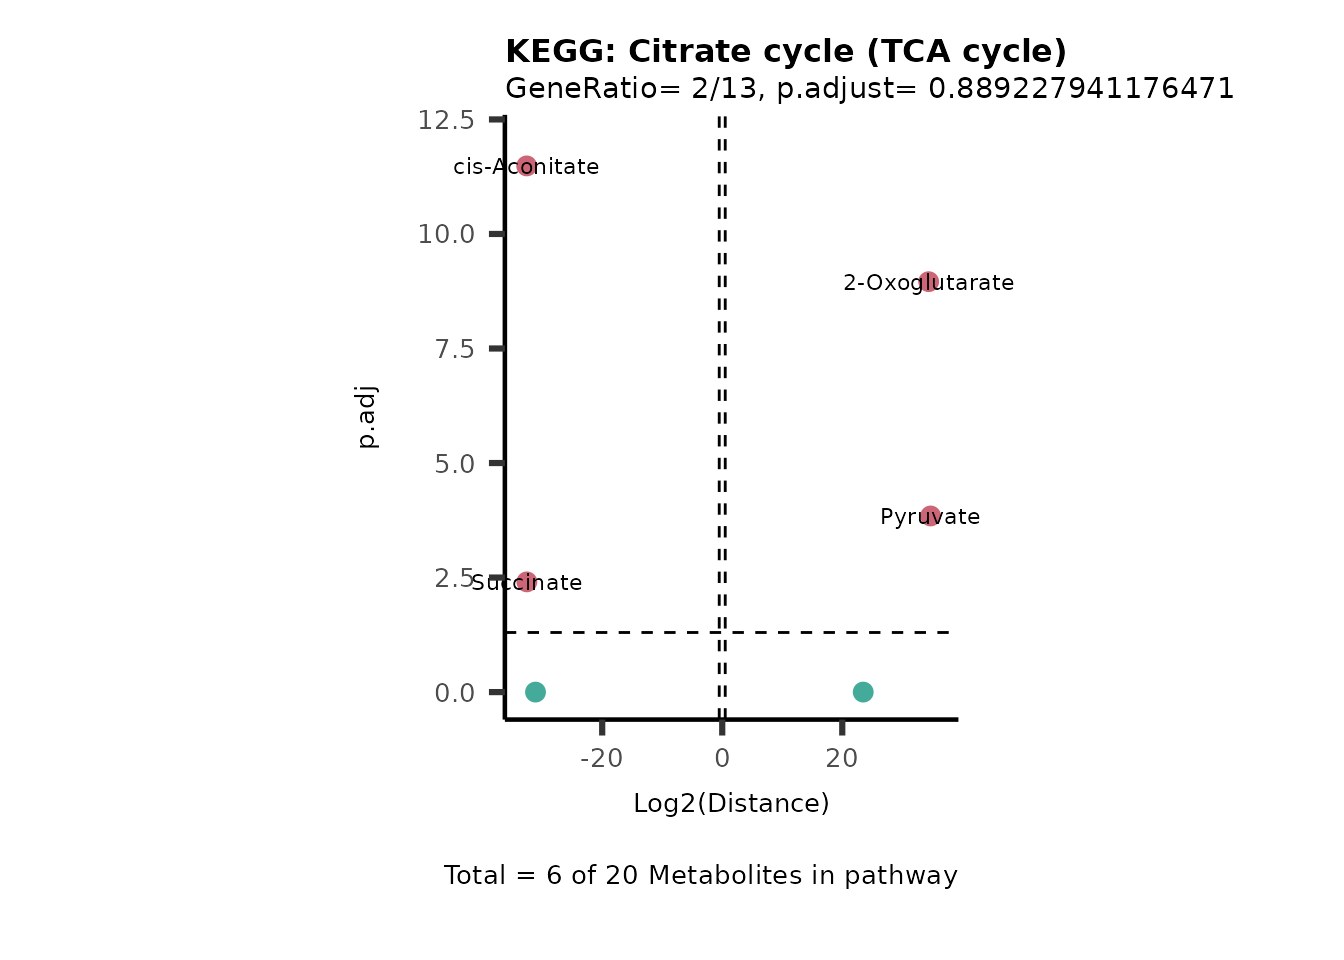 KEGG: Citrate cycle (TCA cycle)
GeneRatio= 2/13, p.adjust= 0.889227941176471
12.5
cis-Aconitate
10.0
2-Oxoglutarate
7.5
p.adj
5.0
Pyruvate
2.5
Succinate
0.0
-20 0 20
Log2(Distance)
Total = 6 of 20 Metabolites in pathway